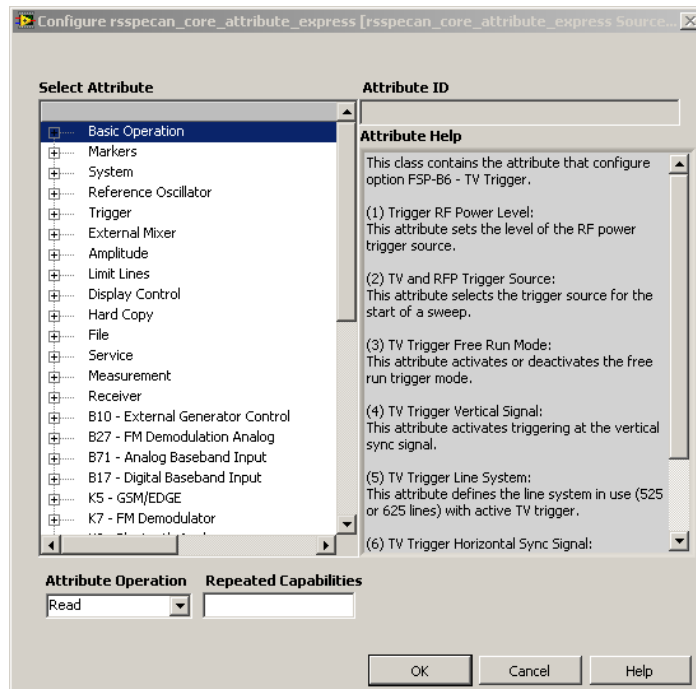 Configure rsspecan_core_attribute_express [rsspecan_core_attribute_express Source...
Select Attribute
Basic Operation
Markers
System
Reference Oscillator
Trigger
External Mixer
Amplitude
Limit Lines
Display Control
Hard Copy
File
Service
Measurement
Receiver
B10 - External Generator Control
B27 - FM Demodulation Analog
B71 - Analog Baseband Input
B17 - Digital Baseband Input
K5 - GSM/EDGE
K7 - FM Demodulator
Attribute ID
Attribute Help
This class contains the attribute that configure
option FSP-B6 - TV Trigger.
(1) Trigger RF Power Level:
This attribute sets the level of the RF power
trigger source.
(2) TV and RFP Trigger Source:
This attribute selects the trigger source for the
start of a sweep.
(3) TV Trigger Free Run Mode:
This attribute activates or deactivates the free
run trigger mode.
(4) TV Trigger Vertical Signal:
This attribute activates triggering at the vertical
sync signal.
(5) TV Trigger Line System:
This attribute defines the line system in use (525
or 625 lines) with active TV trigger.
(6) TV Trigger Horizontal Sync Signal:
Attribute Operation
Read
Repeated Capabilities
OK
Cancel
Help